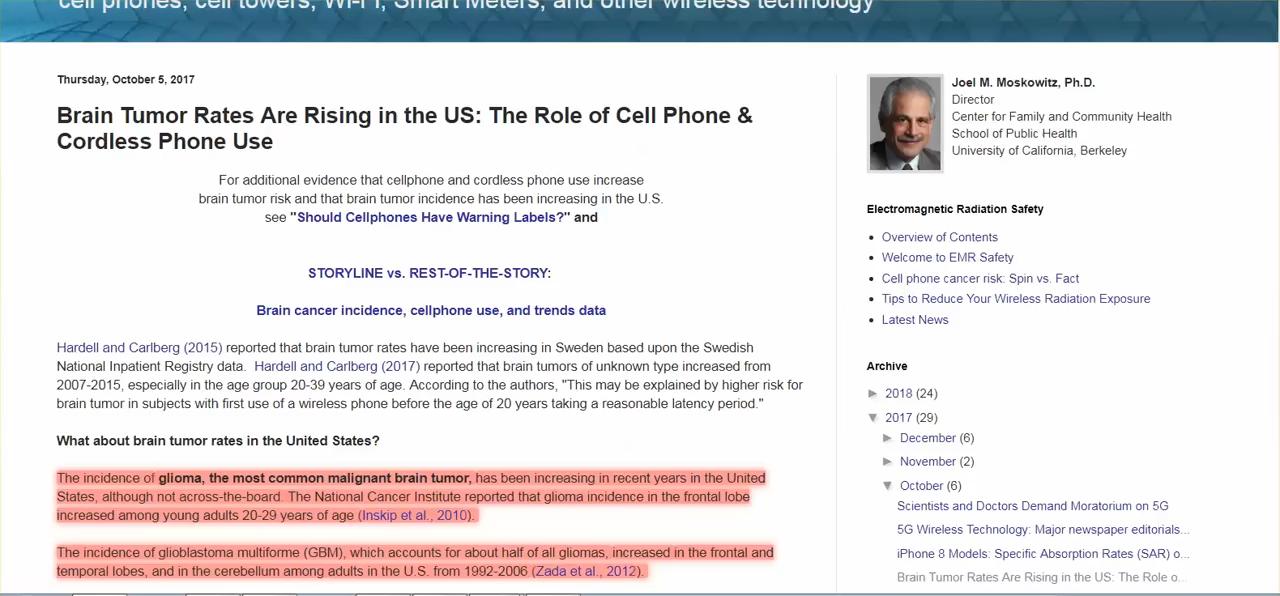 cell phones, cell towers, Wi-Fi, Smart Meters, and other wireless technology
Thursday, October 5, 2017
Brain Tumor Rates Are Rising in the US: The Role of Cell Phone &
Cordless Phone Use
For additional evidence that cellphone and cordless phone use increase
brain tumor risk and that brain tumor incidence has been increasing in the U.S.
see "Should Cellphones Have Warning Labels?" and
STORYLINE vs. REST-OF-THE-STORY:
Brain cancer incidence, cellphone use, and trends data
Hardell and Carlberg (2015) reported that brain tumor rates have been increasing in Sweden based upon the Swedish
National Inpatient Registry data.  Hardell and Carlberg (2017) reported that brain tumors of unknown type increased from
2007-2015, especially in the age group 20-39 years of age. According to the authors, "This may be explained by higher risk for
brain tumor in subjects with first use of a wireless phone before the age of 20 years taking a reasonable latency period."
What about brain tumor rates in the United States?
The incidence of glioma, the most common malignant brain tumor, has been increasing in recent years in the United
States, although not across-the-board. The National Cancer Institute reported that glioma incidence in the frontal lobe
increased among young adults 20-29 years of age (Inskip et al., 2010).
The incidence of glioblastoma multiforme (GBM), which accounts for about half of all gliomas, increased in the frontal and
temporal lobes, and in the cerebellum among adults in the U.S. from 1992-2006 (Zada et al., 2012).
Joel M. Moskowitz, Ph.D.
Director
Center for Family and Community Health
School of Public Health
University of California, Berkeley
Electromagnetic Radiation Safety
Overview of Contents
Welcome to EMR Safety
Cell phone cancer risk: Spin vs. Fact
Tips to Reduce Your Wireless Radiation Exposure
Latest News
Archive
► 2018 (24)
▼ 2017 (29)
► December (6)
► November (2)
▼ October (6)
Scientists and Doctors Demand Moratorium on 5G
5G Wireless Technology: Major newspaper editorials...
iPhone 8 Models: Specific Absorption Rates (SAR) o...
Brain Tumor Rates Are Rising in the US: The Role o...